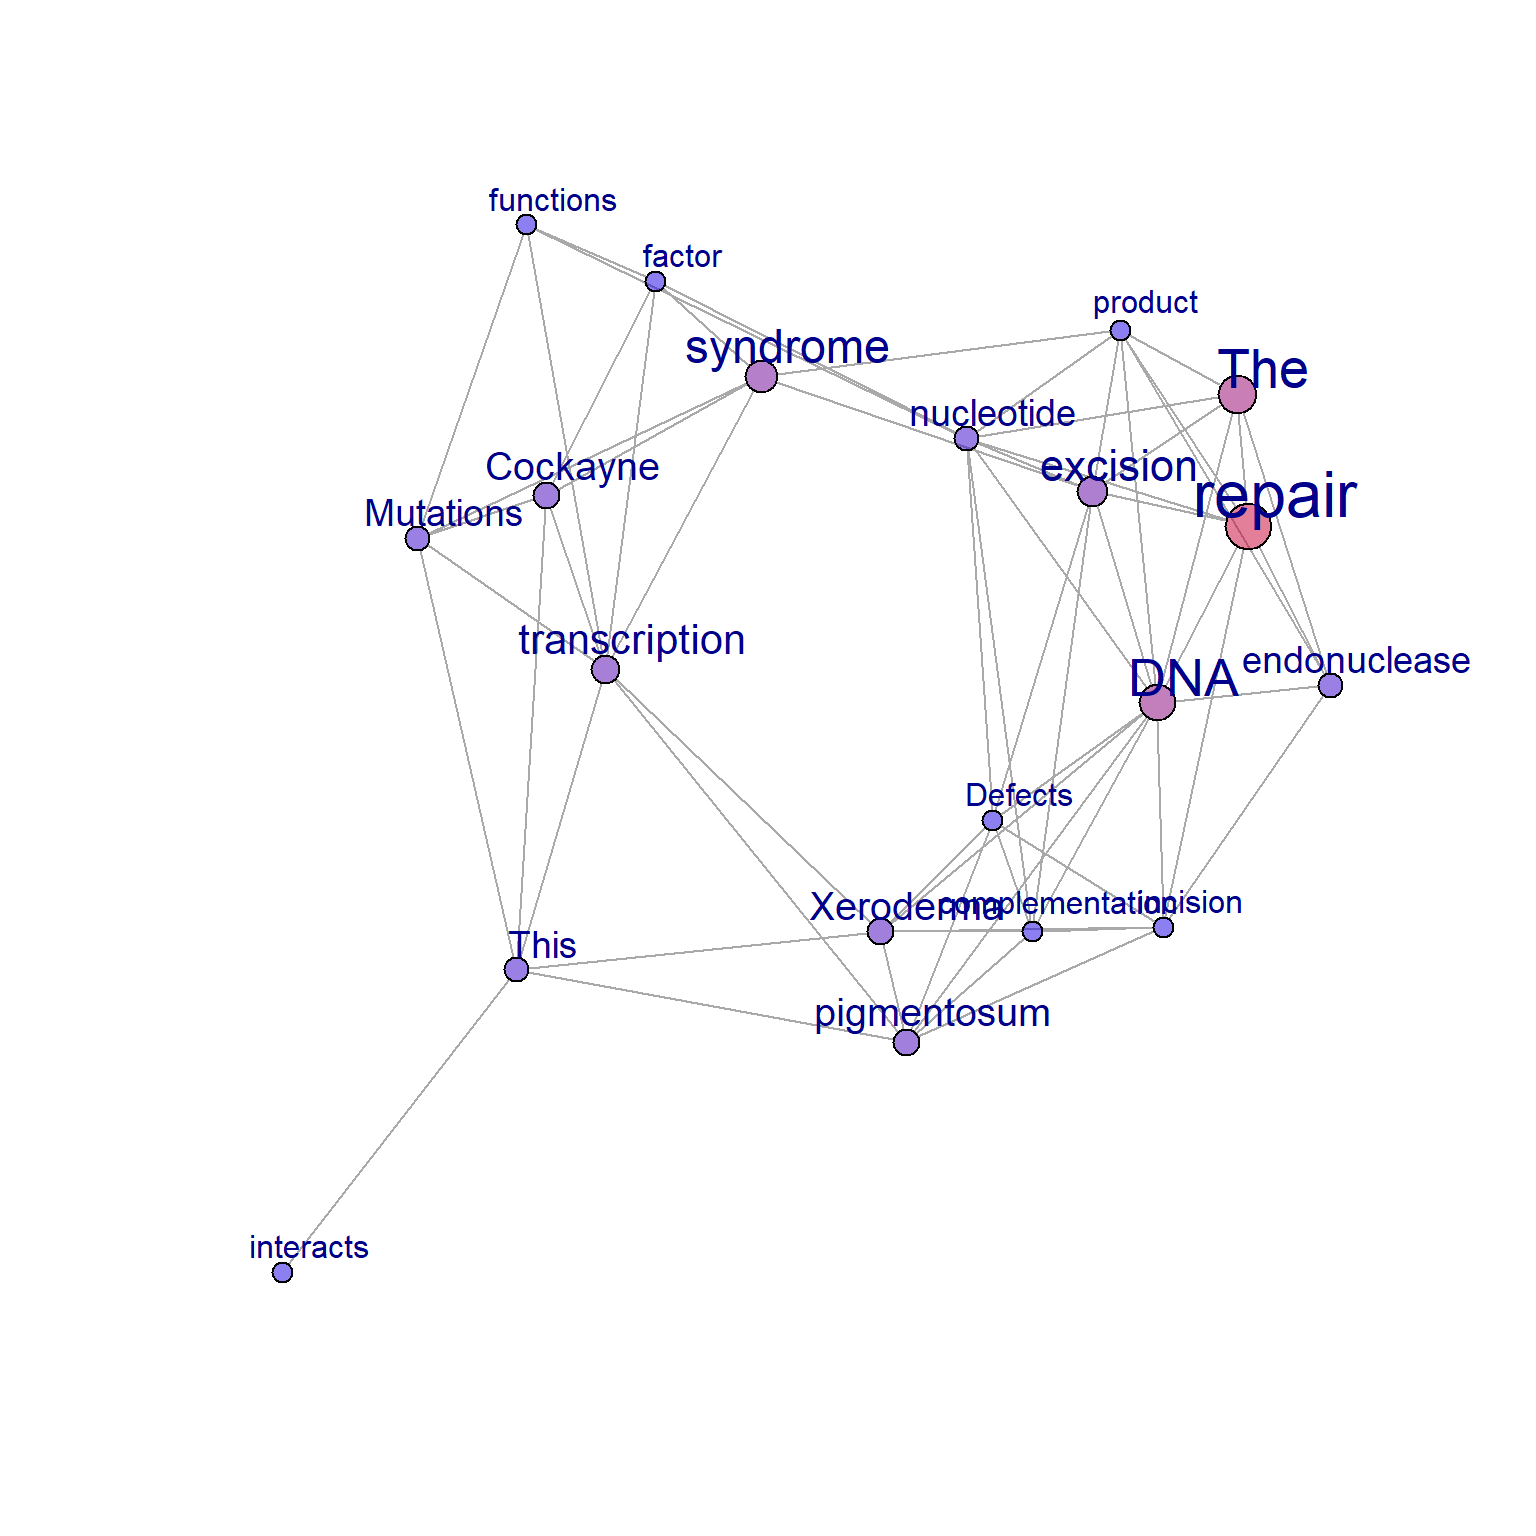 functions
factor
product
syndrome
The
nucleotide
Cockayne
excision
repair
Mutations
transcription
DNA
endonuclease
Defects
Xeroderma
complementation
incision
This
pigmentosum
interacts